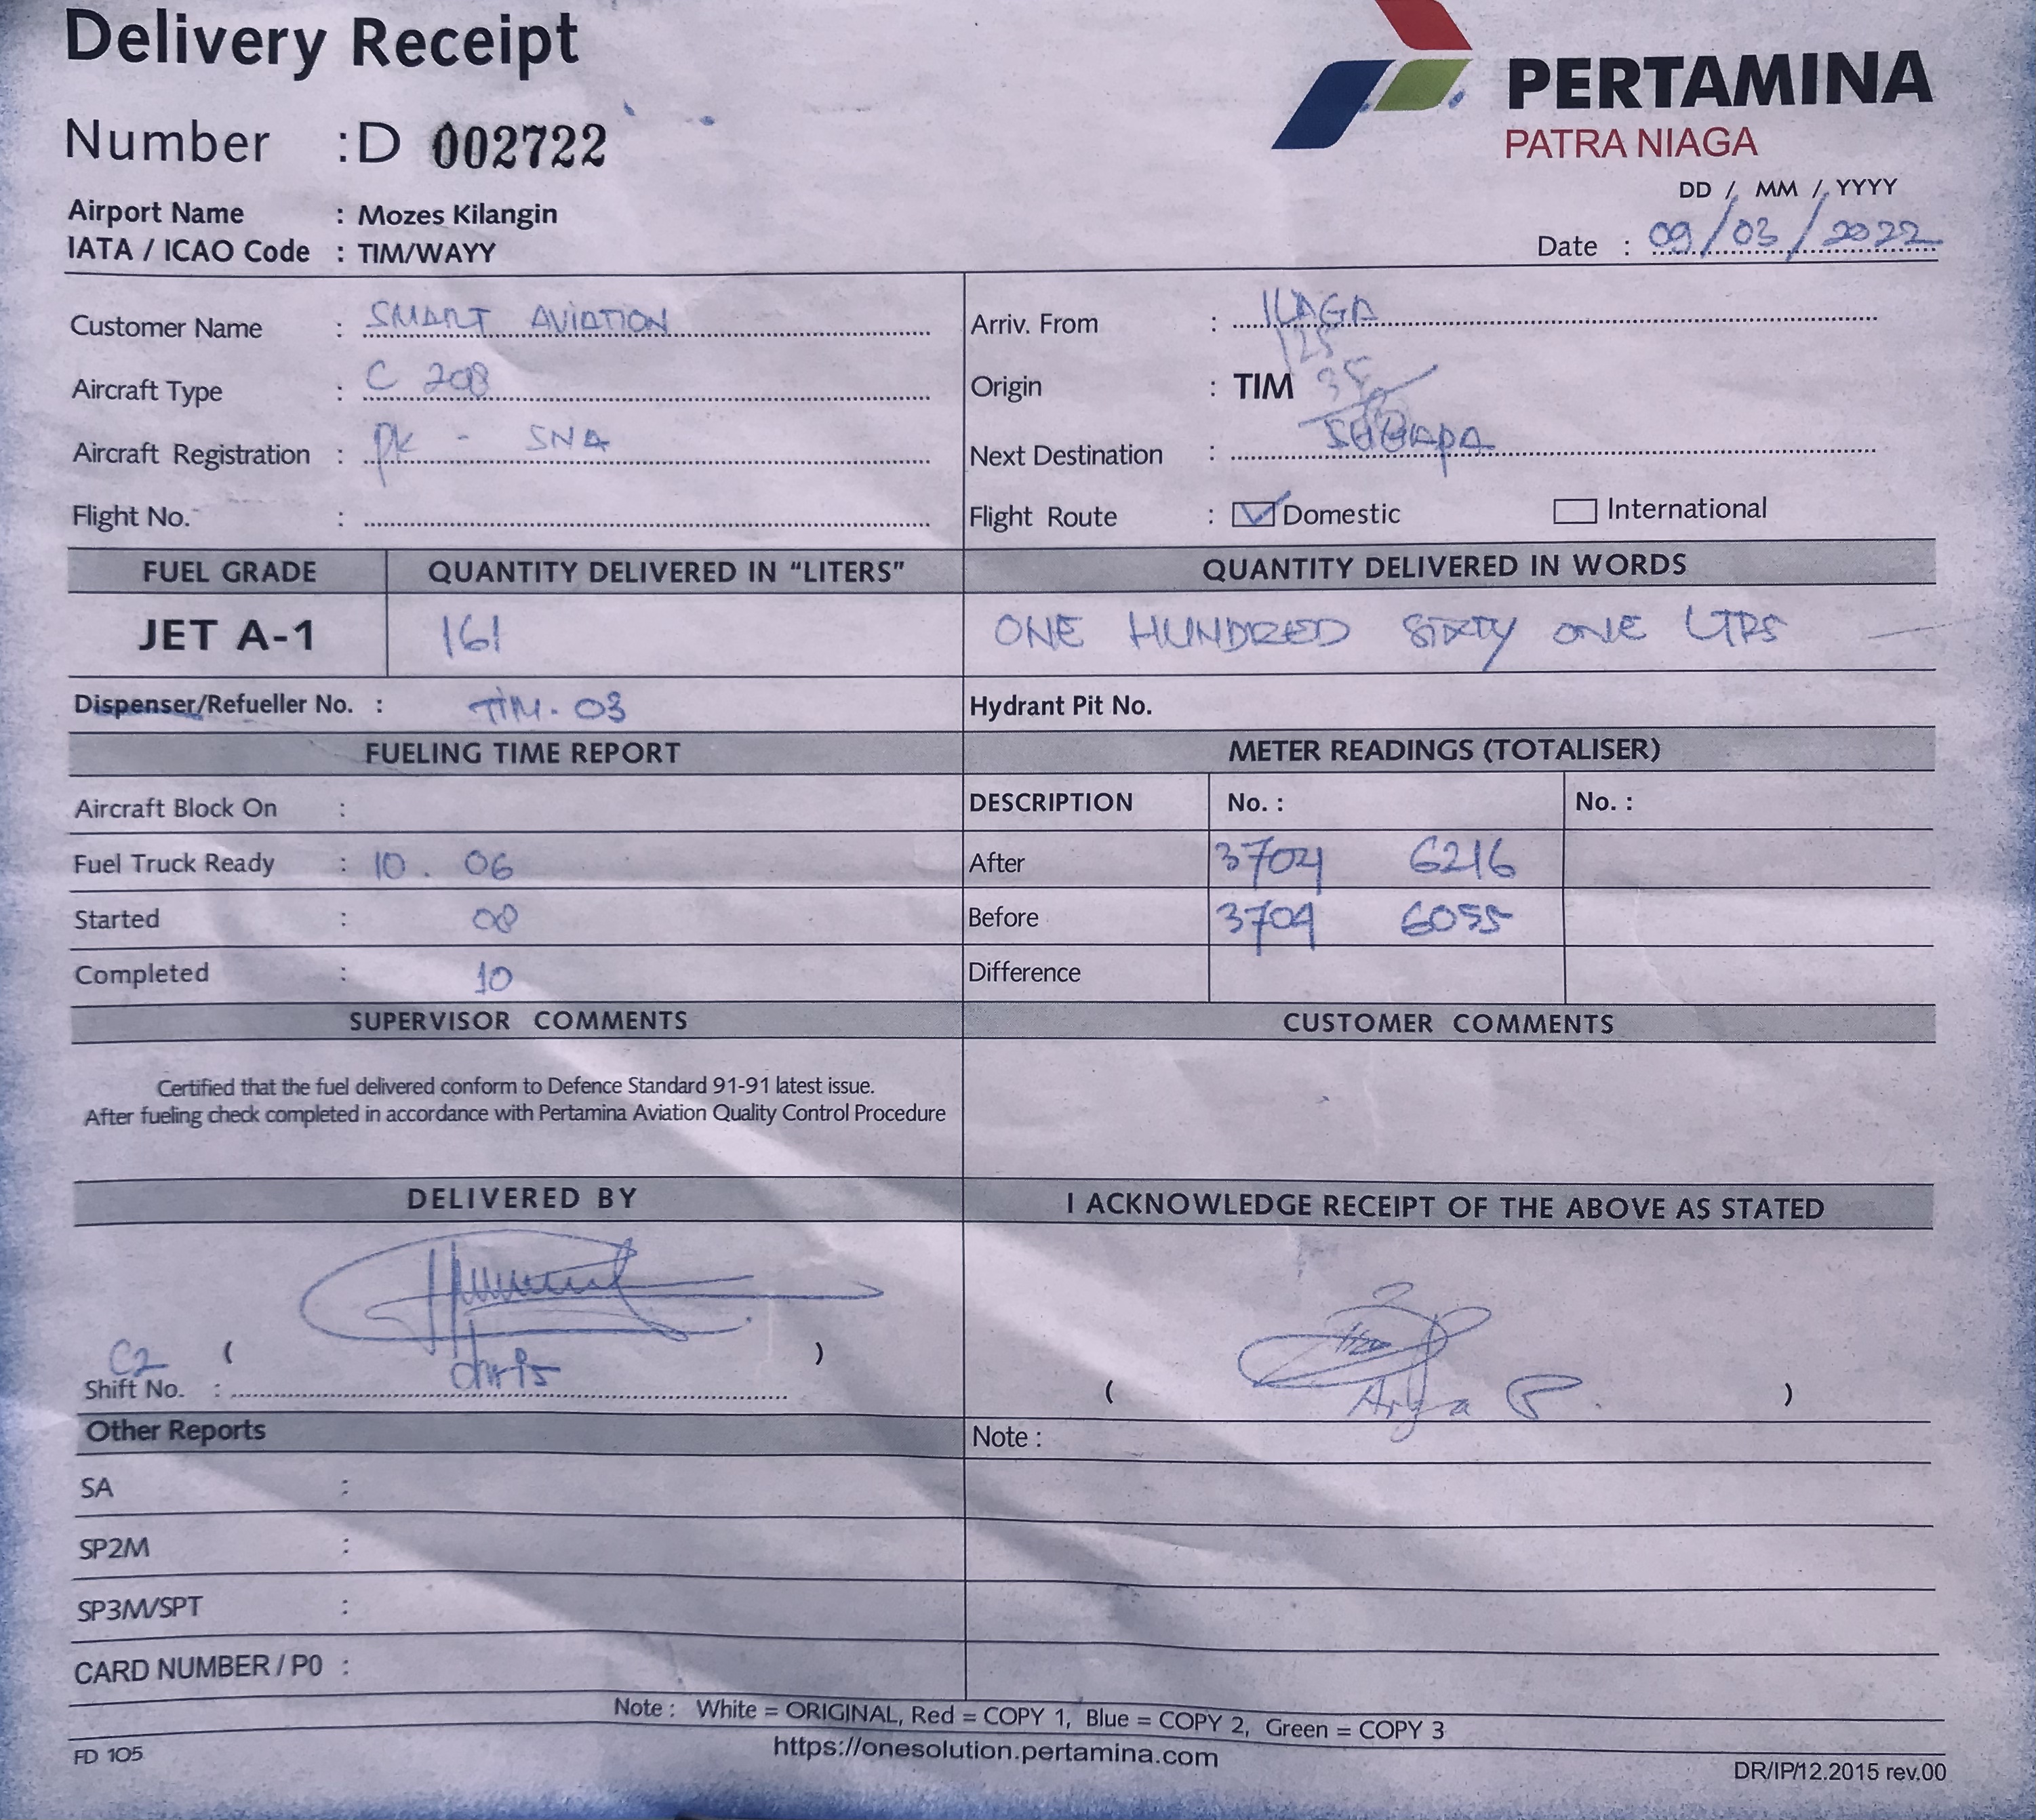 Delivery Receipt
PERTAMINA
PATRA NIAGA
Number : D 002722
DD / MM / YYYY
Airport Name : Mozes Kilangin
IATA / ICAO Code : TIM/WAYY
Date : 09/03/2022
Customer Name : SMART AVIATION
Arriv. From : ILAGA
125
Aircraft Type : C 208
Origin : TIM
Aircraft Registration : PK - SNA
Next Destination :
Flight No. :
Flight Route : Domestic International
FUEL GRADE QUANTITY DELIVERED IN "LITERS" QUANTITY DELIVERED IN WORDS
JET A-1 161 ONE HUNDRED SIXTY ONE LTRS
Dispenser/Refueller No. : TIM. 03 Hydrant Pit No.
FUELING TIME REPORT METER READINGS (TOTALISER)
Aircraft Block On : DESCRIPTION No. : No. :
Fuel Truck Ready : 10 . 06 After 3704 6216
Started : 08 Before 3704 6055
Completed : 10 Difference
SUPERVISOR COMMENTS CUSTOMER COMMENTS
Certified that the fuel delivered conform to Defence Standard 91-91 latest issue.
After fueling check completed in accordance with Pertamina Aviation Quality Control Procedure
DELIVERED BY I ACKNOWLEDGE RECEIPT OF THE ABOVE AS STATED
C2 ( )
Shift No. : chris
( Arya P. )
Other Reports Note :
SA :
SP2M :
SP3M/SPT :
CARD NUMBER / P0 :
Note : White = ORIGINAL, Red = COPY 1, Blue = COPY 2, Green = COPY 3
FD 105 https://onesolution.pertamina.com DR/IP/12.2015 rev.00